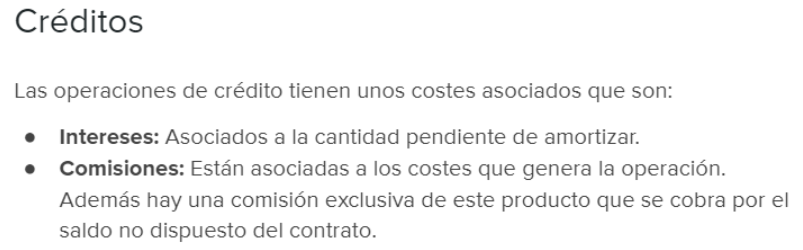 Créditos
Las operaciones de crédito tienen unos costes asociados que son:
● Intereses: Asociados a la cantidad pendiente de amortizar.
● Comisiones: Están asociadas a los costes que genera la operación.
Además hay una comisión exclusiva de este producto que se cobra por el
saldo no dispuesto del contrato.